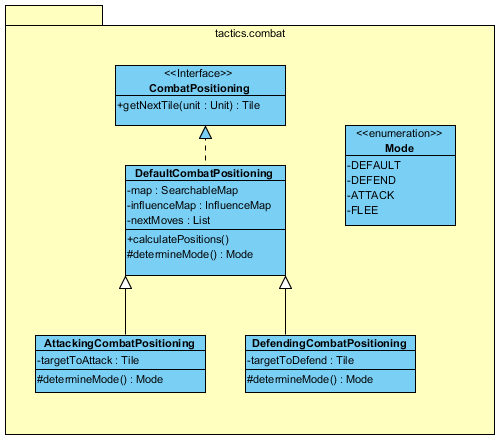 tactics.combat
<<Interface>>
CombatPositioning
+getNextTile(unit : Unit) : Tile
<<enumeration>>
Mode
-DEFAULT
-DEFEND
-ATTACK
-FLEE
DefaultCombatPositioning
-map : SearchableMap
-influenceMap : InfluenceMap
-nextMoves : List
+calculatePositions()
#determineMode() : Mode
AttackingCombatPositioning
-targetToAttack : Tile
#determineMode() : Mode
DefendingCombatPositioning
-targetToDefend : Tile
#determineMode() : Mode